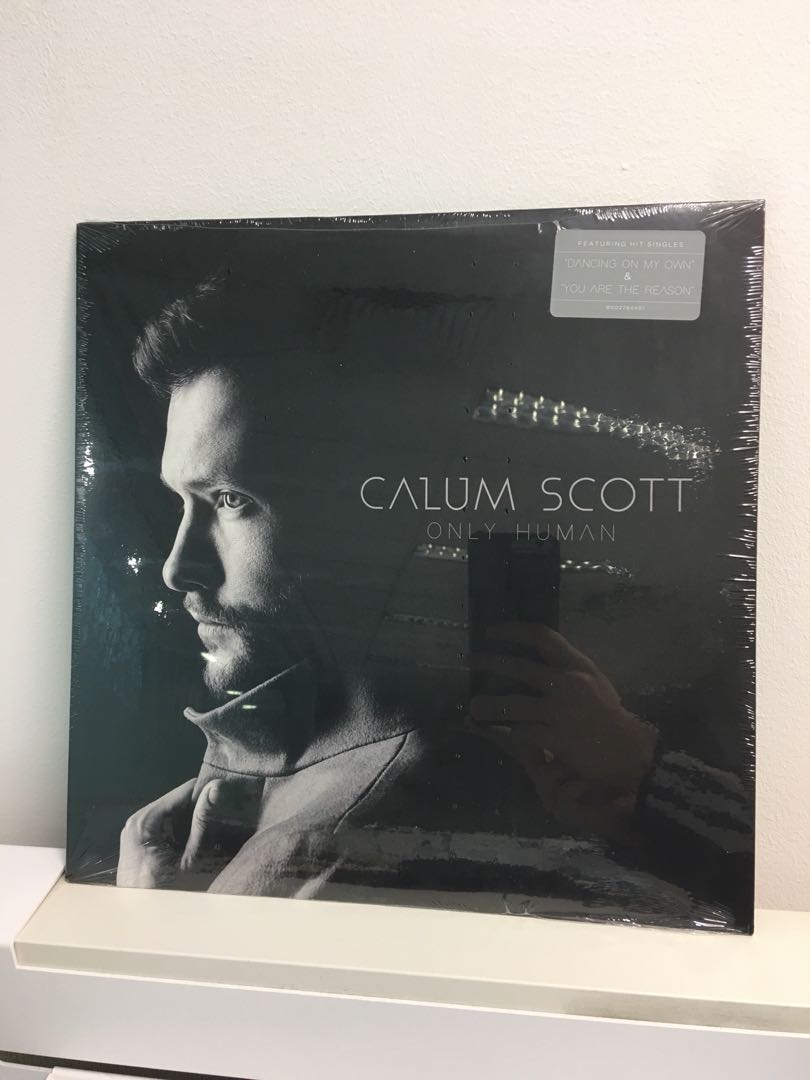 FEATURING HIT SINGLES
"DANCING ON MY OWN"
&
"YOU ARE THE REASON"
CALUM SCOTT
ONLY HUMAN